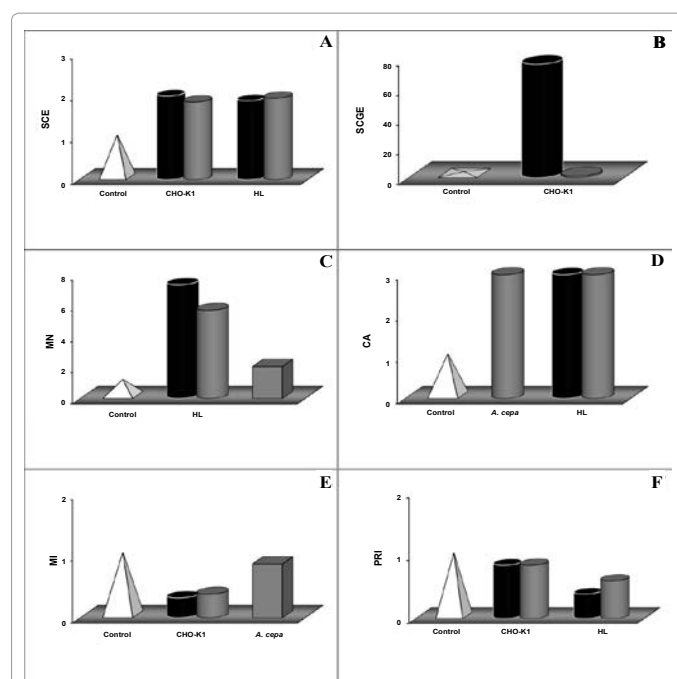 A
SCE
3
2
1
0
Control
CHO-K1
HL
B
SCGE
80
60
40
20
0
Control
CHO-K1
C
MN
8
6
4
2
0
Control
HL
D
CA
3
2
1
0
Control
A. cepa
HL
E
MI
2
1
0
Control
CHO-K1
A. cepa
F
PRI
2
1
0
Control
CHO-K1
HL